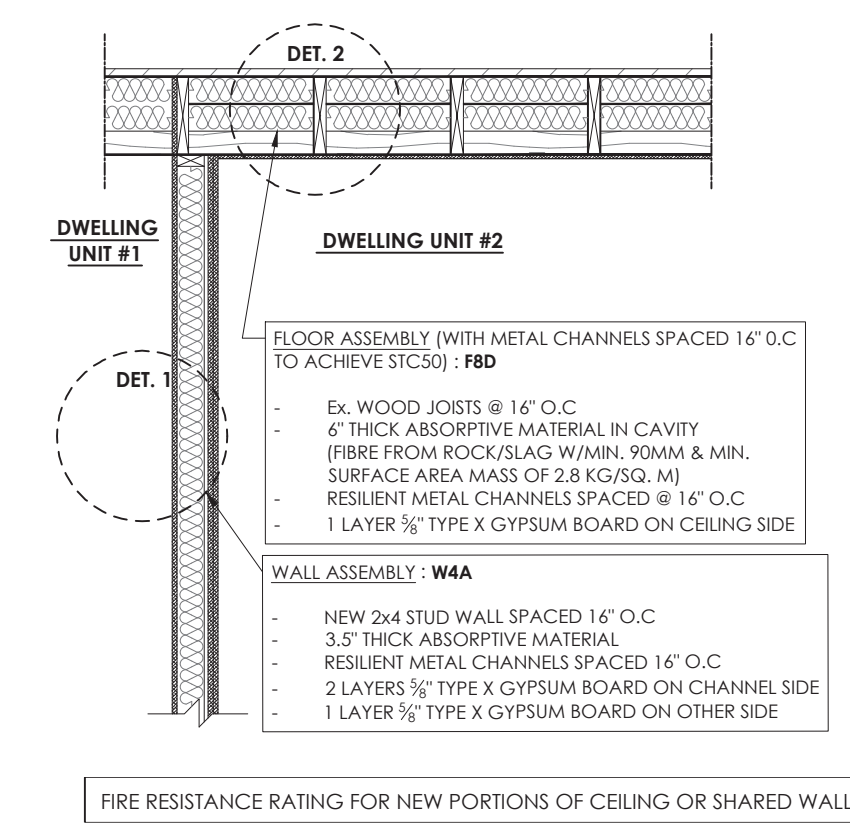 DET. 2
DWELLING
UNIT #1
DWELLING UNIT #2
FLOOR ASSEMBLY (WITH METAL CHANNELS SPACED 16" 0.C
TO ACHIEVE STC50) : F8D
- Ex. WOOD JOISTS @ 16" O.C
- 6" THICK ABSORPTIVE MATERIAL IN CAVITY
(FIBRE FROM ROCK/SLAG W/MIN. 90MM & MIN.
SURFACE AREA MASS OF 2.8 KG/SQ. M)
- RESILIENT METAL CHANNELS SPACED @ 16" O.C
- 1 LAYER ⅝" TYPE X GYPSUM BOARD ON CEILING SIDE
DET. 1
WALL ASSEMBLY : W4A
- NEW 2x4 STUD WALL SPACED 16" O.C
- 3.5" THICK ABSORPTIVE MATERIAL
- RESILIENT METAL CHANNELS SPACED 16" O.C
- 2 LAYERS ⅝" TYPE X GYPSUM BOARD ON CHANNEL SIDE
- 1 LAYER ⅝" TYPE X GYPSUM BOARD ON OTHER SIDE
FIRE RESISTANCE RATING FOR NEW PORTIONS OF CEILING OR SHARED WALL